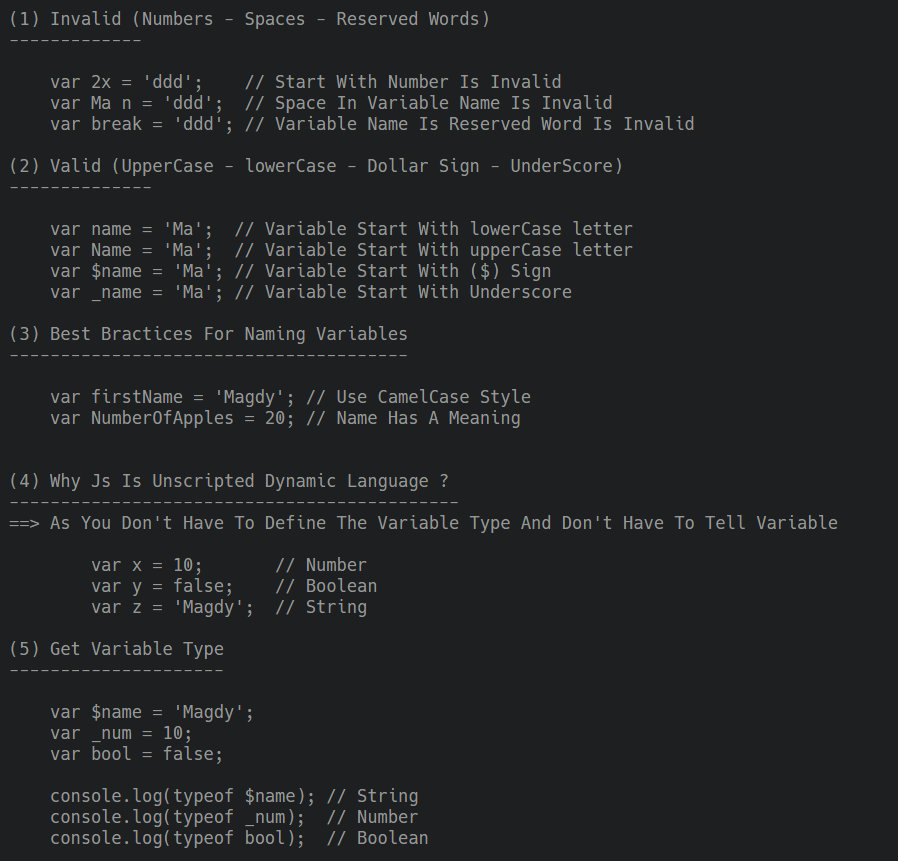 (1) Invalid (Numbers - Spaces - Reserved Words)
-------------
var 2x = 'ddd';    // Start With Number Is Invalid
var Ma n = 'ddd';  // Space In Variable Name Is Invalid
var break = 'ddd'; // Variable Name Is Reserved Word Is Invalid
(2) Valid (UpperCase - lowerCase - Dollar Sign - UnderScore)
--------------
var name = 'Ma';  // Variable Start With lowerCase letter
var Name = 'Ma';  // Variable Start With upperCase letter
var $name = 'Ma'; // Variable Start With ($) Sign
var _name = 'Ma'; // Variable Start With Underscore
(3) Best Bractices For Naming Variables
---------------------------------------
var firstName = 'Magdy'; // Use CamelCase Style
var NumberOfApples = 20; // Name Has A Meaning
(4) Why Js Is Unscripted Dynamic Language ?
--------------------------------------------
==> As You Don't Have To Define The Variable Type And Don't Have To Tell Variable
var x = 10;       // Number
var y = false;    // Boolean
var z = 'Magdy';  // String
(5) Get Variable Type
---------------------
var $name = 'Magdy';
var _num = 10;
var bool = false;
console.log(typeof $name); // String
console.log(typeof _num);  // Number
console.log(typeof bool);  // Boolean